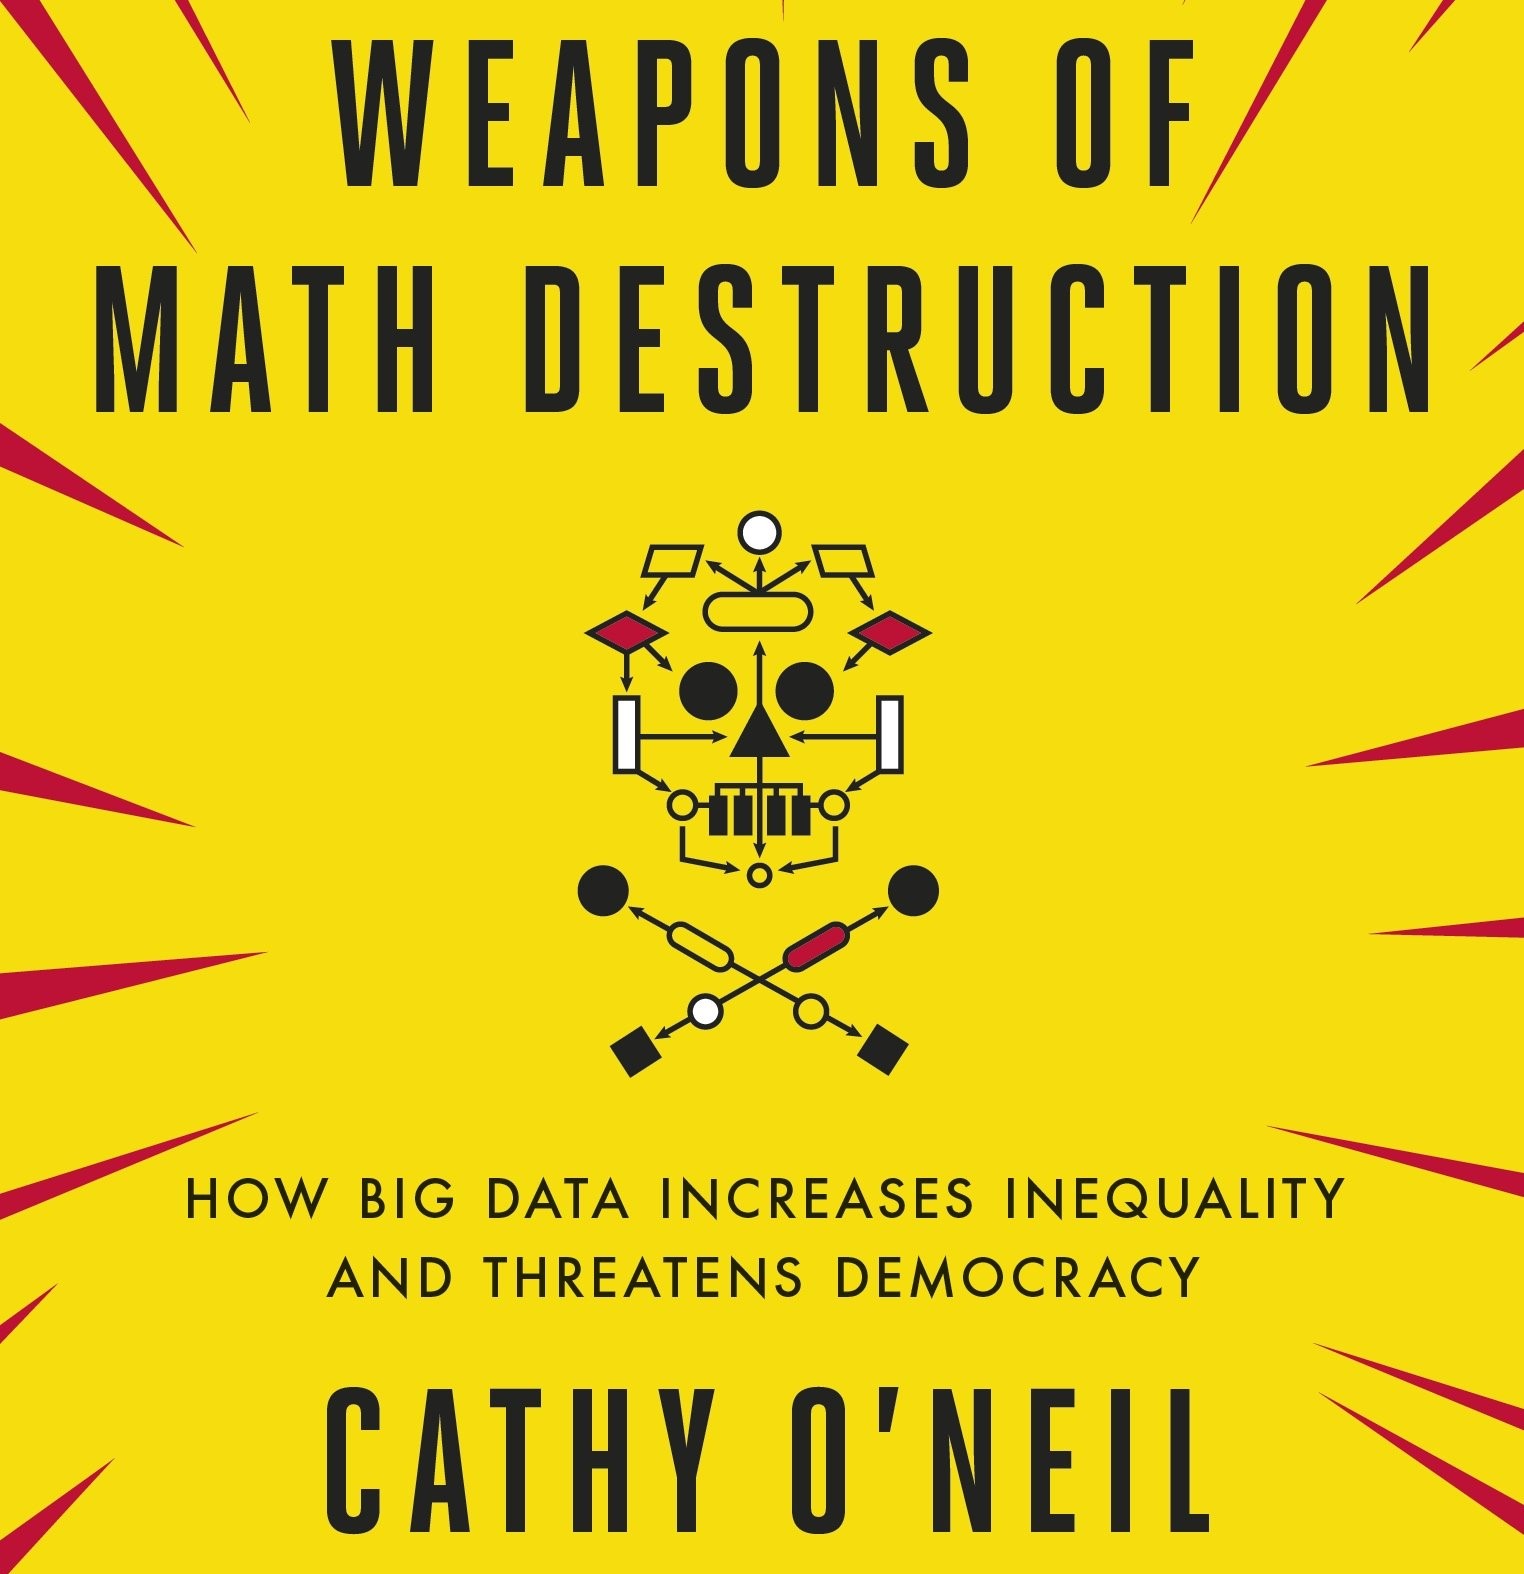 WEAPONS OF
MATH DESTRUCTION
HOW BIG DATA INCREASES INEQUALITY
AND THREATENS DEMOCRACY
CATHY O'NEIL